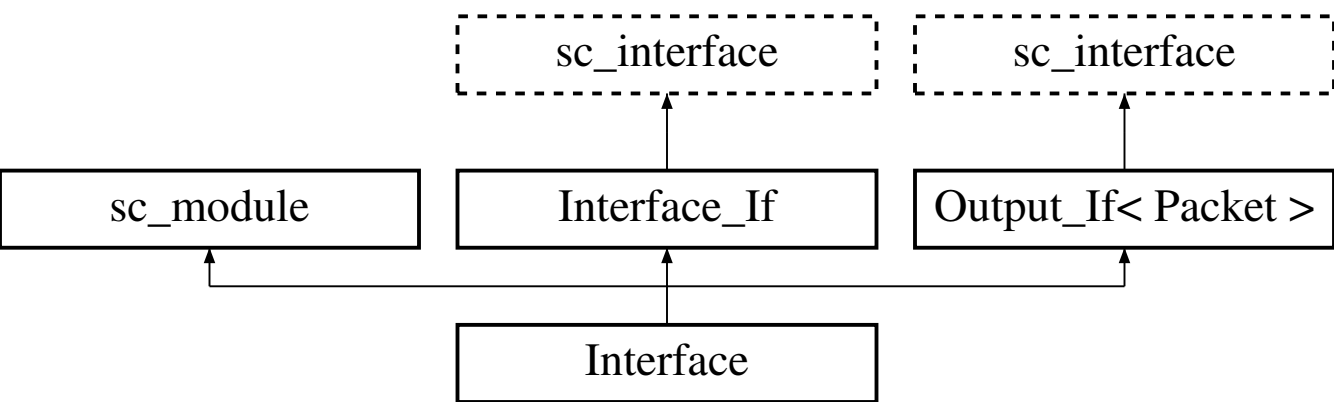 sc_interface
sc_interface
sc_module
Interface_If
Output_If< Packet >
Interface